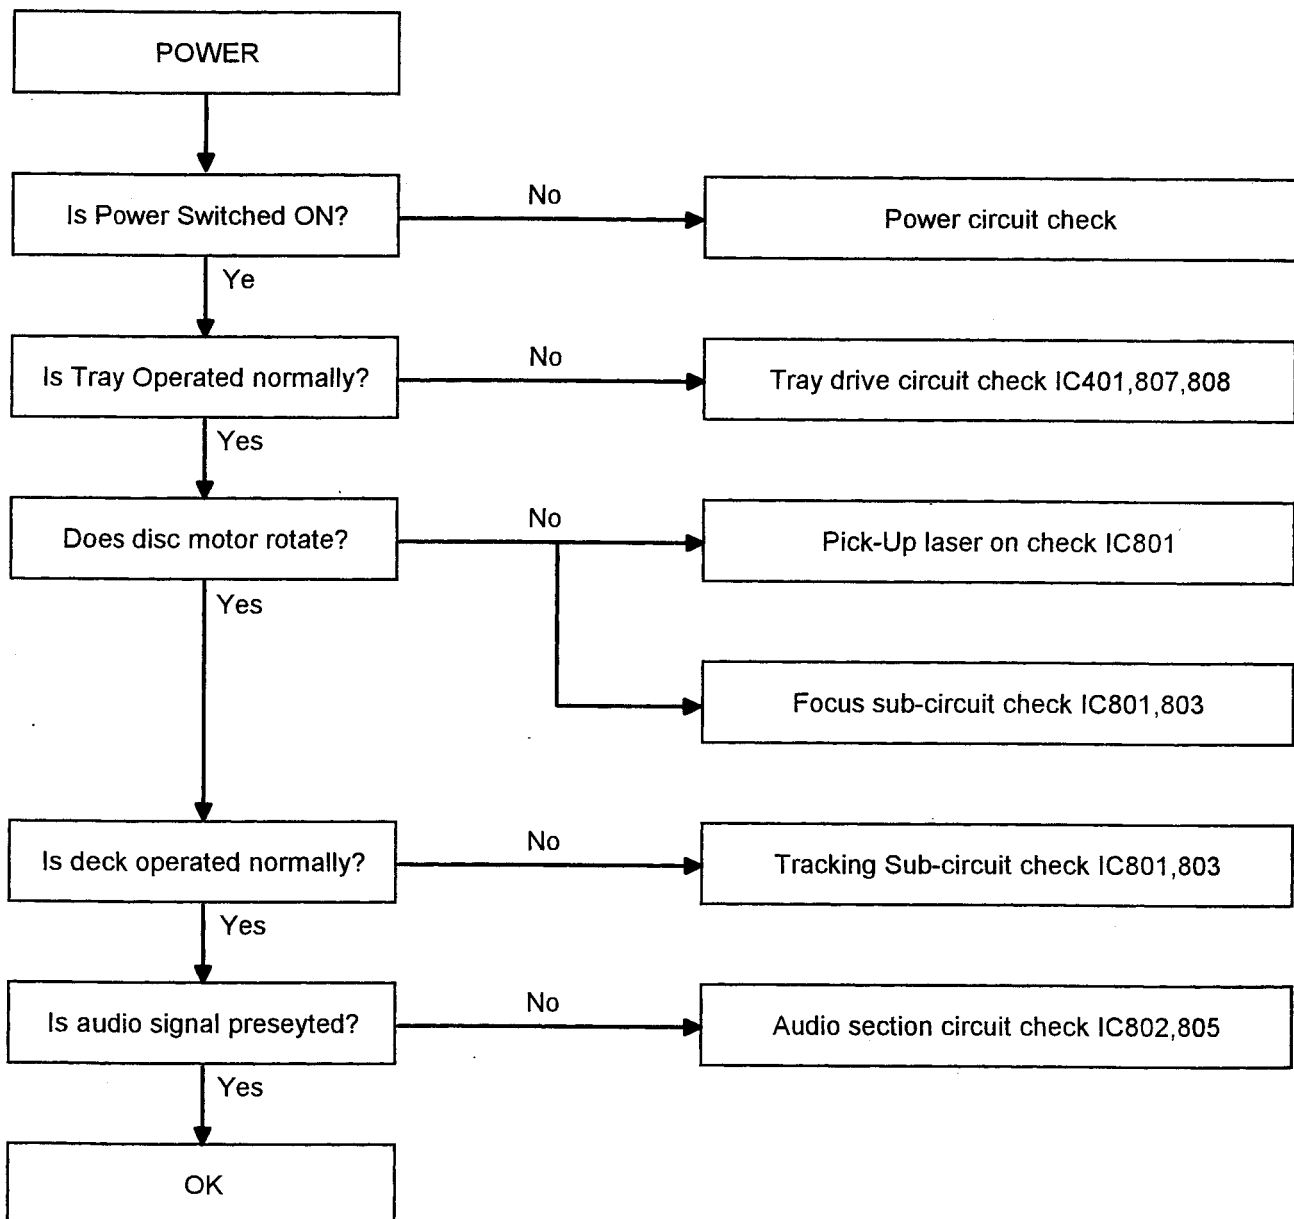 POWER
Is Power Switched ON?
No
Power circuit check
Ye
Is Tray Operated normally?
No
Tray drive circuit check IC401,807,808
Yes
Does disc motor rotate?
No
Pick-Up laser on check IC801
Yes
Focus sub-circuit check IC801,803
Is deck operated normally?
No
Tracking Sub-circuit check IC801,803
Yes
Is audio signal preseyted?
No
Audio section circuit check IC802,805
Yes
OK